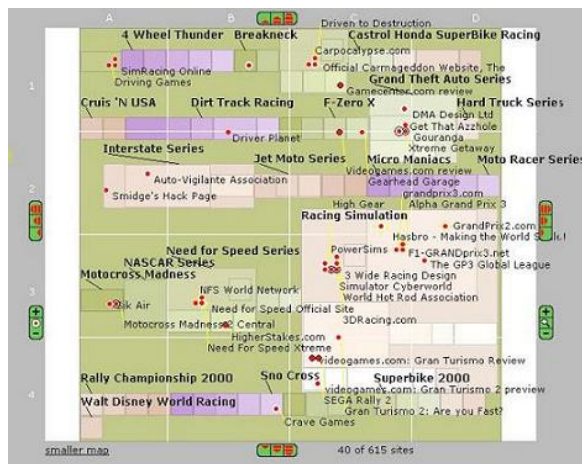 A B C D
Driven to Destruction
4 Wheel Thunder Breakneck Castrol Honda SuperBike Racing
Carpocalypse.com
SimRacing Online Official Carmageddon Website, The
Driving Games Grand Theft Auto Series
1 Gamecenter.com review
Cruis 'N USA Dirt Track Racing F-Zero X Hard Truck Series
DMA Design Ltd
Get That Azzhole
Driver Planet Gouranga
Interstate Series Xtreme Getaway
Jet Moto Series Micro Maniacs Moto Racer Series
Videogames.com review
Auto-Vigilante Association Gearhead Garage
2 Smidge's Hack Page grandprix3.com
High Gear Alpha Grand Prix 3
Racing Simulation GrandPrix2.com
Hasbro - Making the World
Need for Speed Series PowerSims F1-GRANDprix3.net
NASCAR Series The GP3 Global League
Motocross Madness 3 Wide Racing Design
NFS World Network Simulator Cyberworld
3 Air World Hot Rod Association
Need for Speed Official Site
Motocross Madness 2 Central 3DRacing.com
HigherStakes.com
Need For Speed Xtreme
videogames.com: Gran Turismo Review
Rally Championship 2000 Sno Cross Superbike 2000
videogames.com: Gran Turismo 2 preview
4 Walt Disney World Racing SEGA Rally 2
Gran Turismo 2: Are you Fast?
Crave Games
smaller map 40 of 615 sites